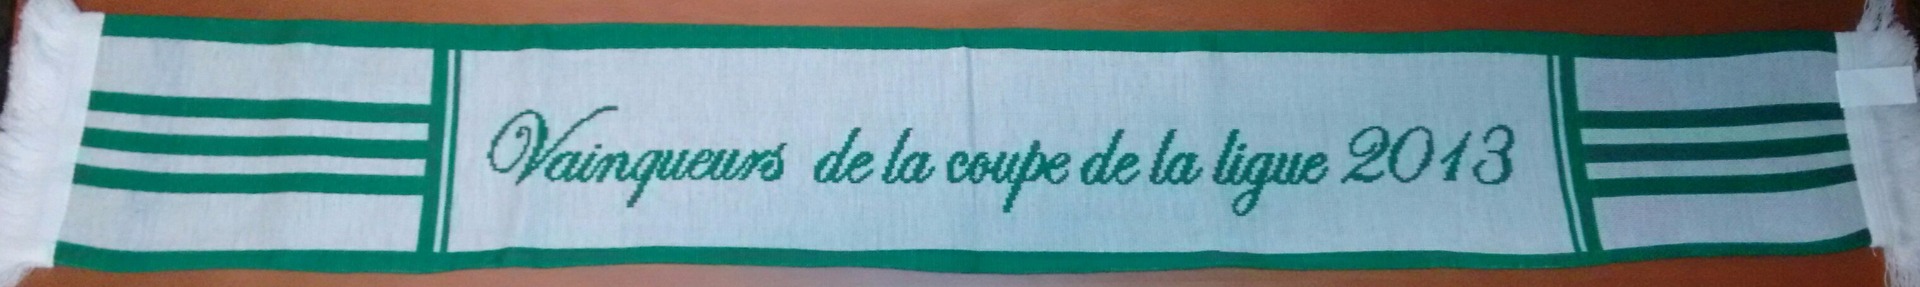 Vainqueurs de la coupe de la ligue 2013